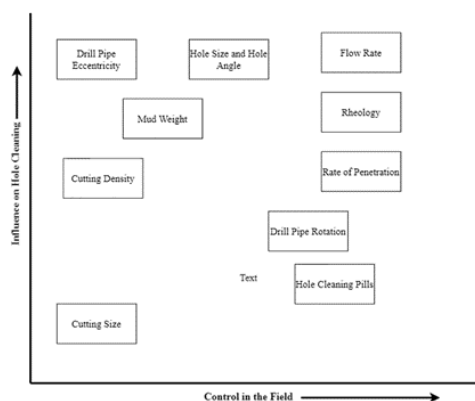 Drill Pipe
Eccentricity
Hole Size and Hole
Angle
Flow Rate
Mud Weight
Rheology
Cutting Density
Rate of Penetration
Drill Pipe Rotation
Text
Hole Cleaning Pills
Cutting Size
Influence on Hole Cleaning
Control in the Field